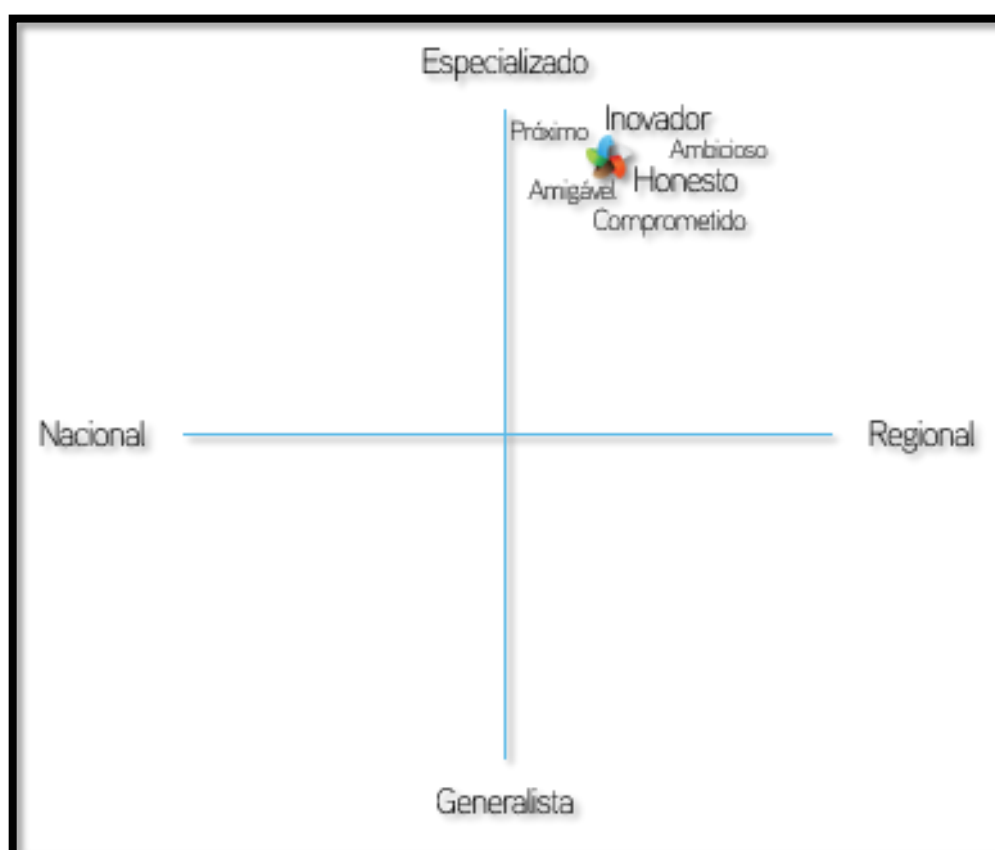 Especializado
Inovador
Próximo
Ambicioso
Honesto
Amigável
Comprometido
Nacional
Regional
Generalista